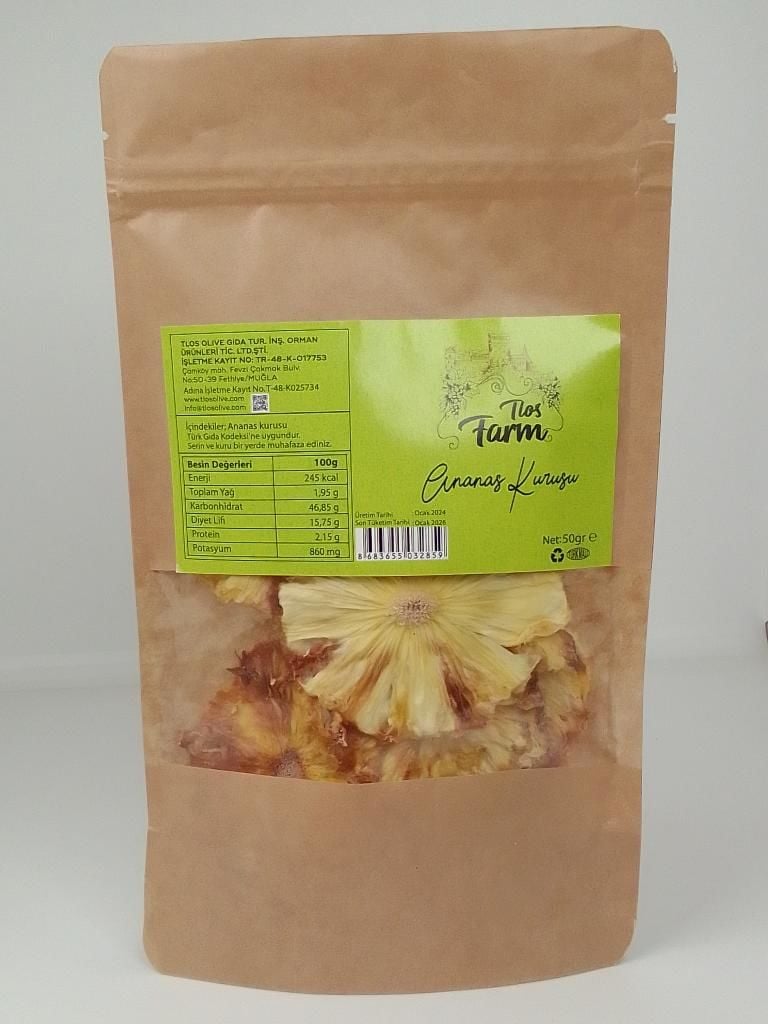 TLOS OLIVE GIDA TUR. İNŞ. ORMAN
ÜRÜNLERİ TİC. LTD.ŞTİ.
İŞLETME KAYIT NO: TR-48-K-017753
Çamköy mah. Fevzi Çakmak Bulv.
No:50-39 Fethiye/MUĞLA
Adına İşletme Kayıt No.T-48-K025734
www.tlosolive.com
info@tlosolive.com
İçindekiler; Ananas kurusu
Türk Gıda Kodeksi'ne uygundur.
Serin ve kuru bir yerde muhafaza ediniz.
Besin Değerleri 100g
Enerji 245 kcal
Toplam Yağ 1,95 g
Karbonhidrat 46,85 g
Diyet Lifi 15,75 g
Protein 2,15 g
Potasyum 860 mg
Tlos
Farm
Ananas Kurusu
Üretim Tarihi :Ocak 2024
Son Tüketim Tarihi :Ocak 2026
8 683655 032859
Net:50gr ℮